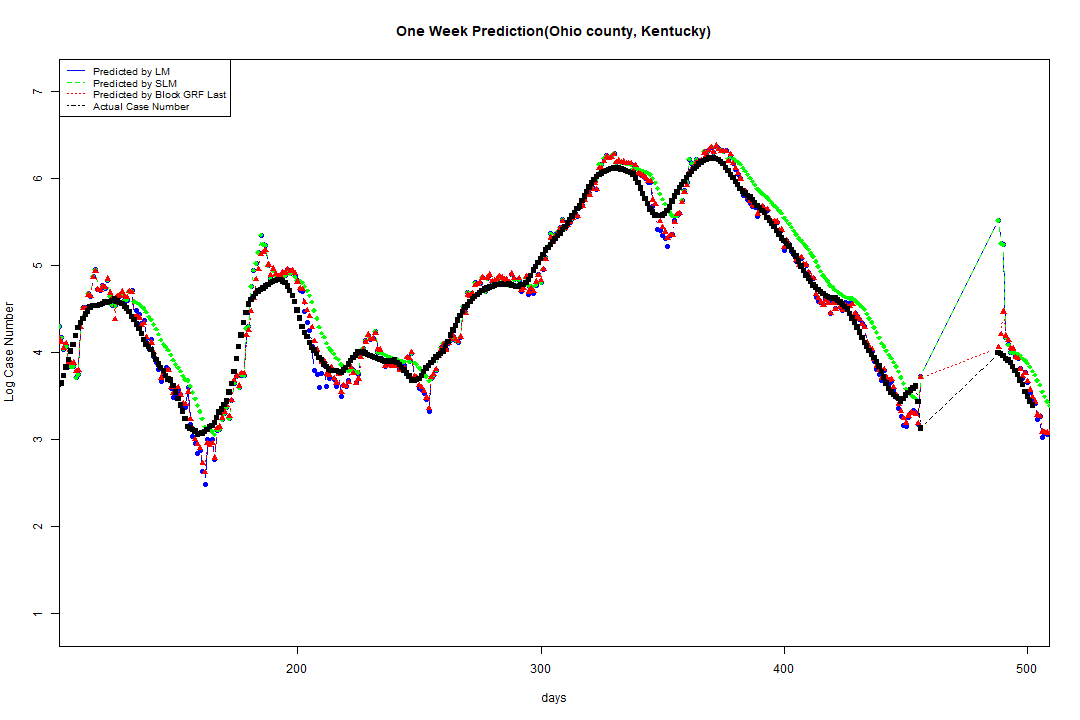 One Week Prediction(Ohio county, Kentucky)
Predicted by LM
Predicted by SLM
Predicted by Block GRF Last
Actual Case Number
Log Case Number
7
6
5
4
3
2
1
200
300
400
500
days